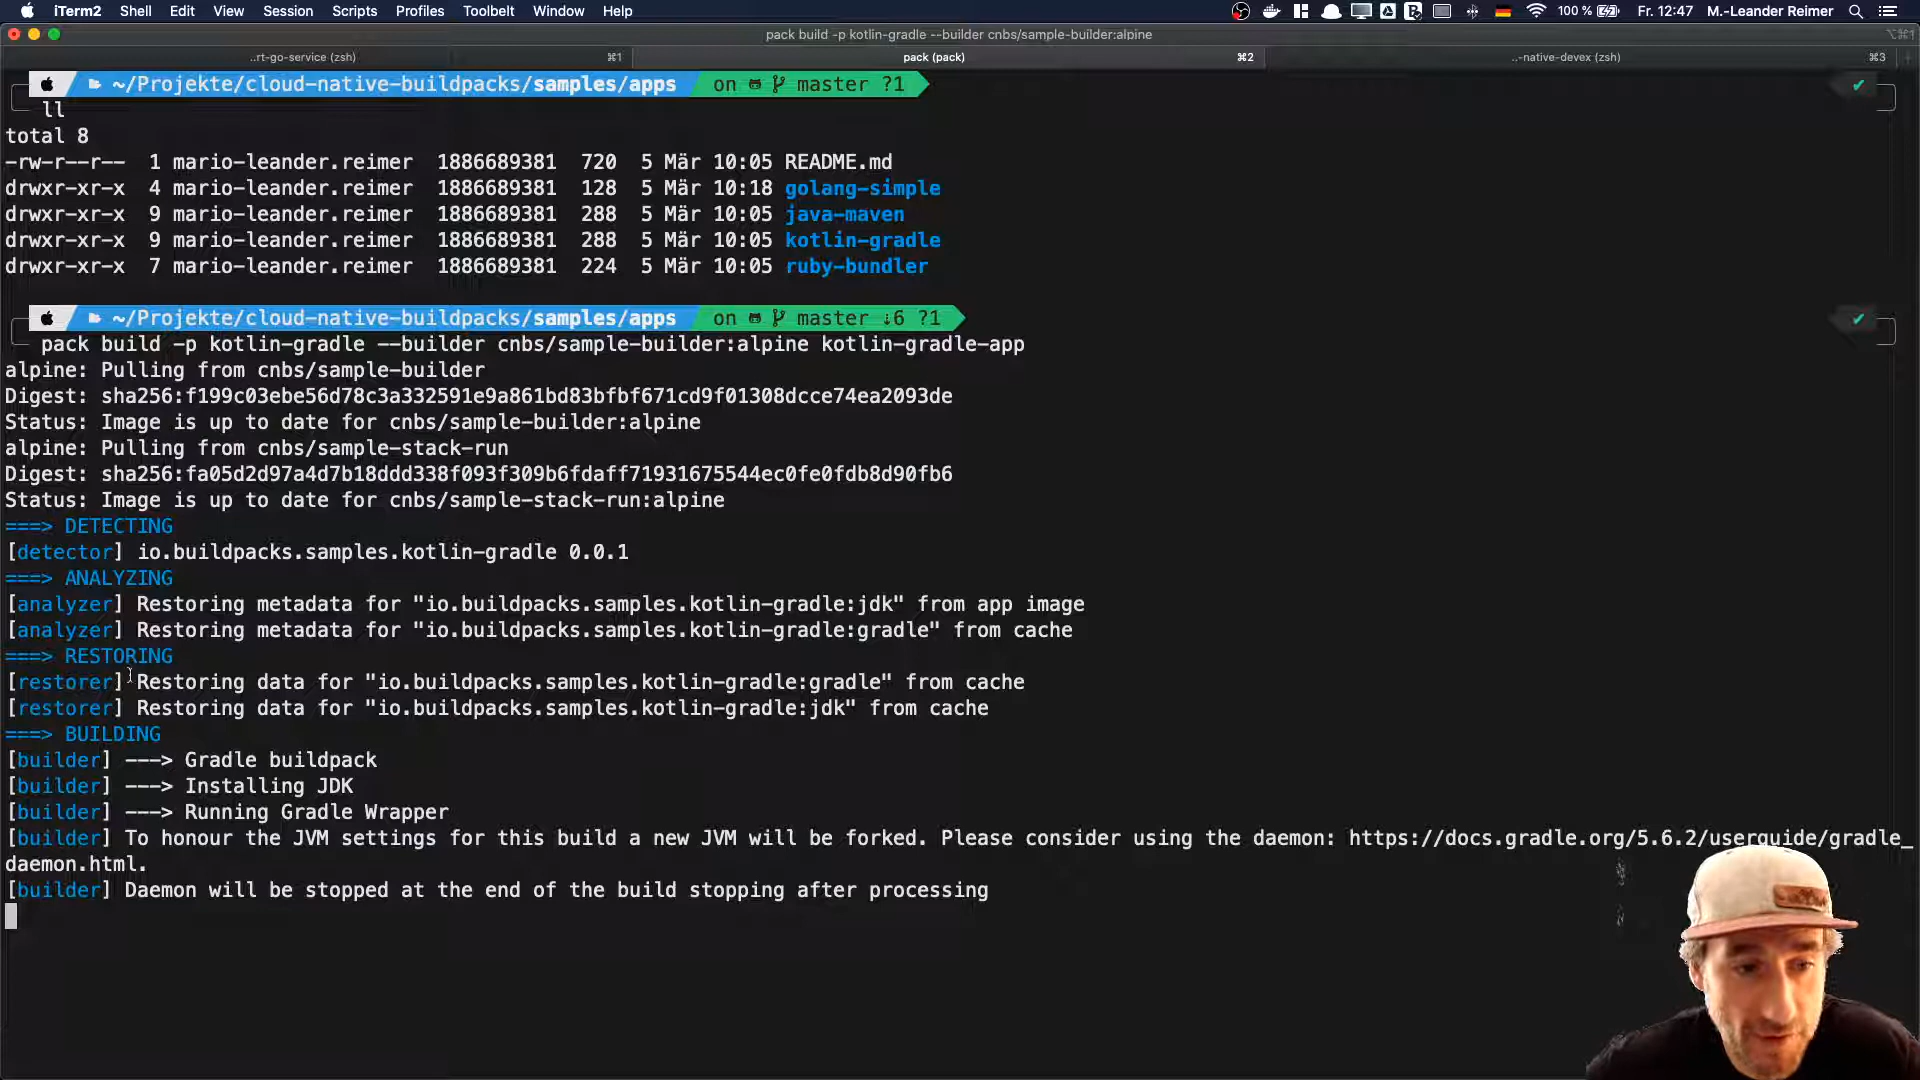 iTerm2 Shell Edit View Session Scripts Profiles Toolbelt Window Help 100 % Fr. 12:47 M.-Leander Reimer
pack build -p kotlin-gradle --builder cnbs/sample-builder:alpine ⌥⌘1
..rt-go-service (zsh) ⌘1 pack (pack) ⌘2 ..-native-devex (zsh) ⌘3
~/Projekte/cloud-native-buildpacks/samples/apps on master ?1 ✔
ll
total 8
-rw-r--r-- 1 mario-leander.reimer 1886689381 720 5 Mär 10:05 README.md
drwxr-xr-x 4 mario-leander.reimer 1886689381 128 5 Mär 10:18 golang-simple
drwxr-xr-x 9 mario-leander.reimer 1886689381 288 5 Mär 10:05 java-maven
drwxr-xr-x 9 mario-leander.reimer 1886689381 288 5 Mär 10:05 kotlin-gradle
drwxr-xr-x 7 mario-leander.reimer 1886689381 224 5 Mär 10:05 ruby-bundler
~/Projekte/cloud-native-buildpacks/samples/apps on master ⇣6 ?1 ✔
pack build -p kotlin-gradle --builder cnbs/sample-builder:alpine kotlin-gradle-app
alpine: Pulling from cnbs/sample-builder
Digest: sha256:f199c03ebe56d78c3a332591e9a861bd83bfbf671cd9f01308dcce74ea2093de
Status: Image is up to date for cnbs/sample-builder:alpine
alpine: Pulling from cnbs/sample-stack-run
Digest: sha256:fa05d2d97a4d7b18ddd338f093f309b6fdaff71931675544ec0fe0fdb8d90fb6
Status: Image is up to date for cnbs/sample-stack-run:alpine
===> DETECTING
[detector] io.buildpacks.samples.kotlin-gradle 0.0.1
===> ANALYZING
[analyzer] Restoring metadata for "io.buildpacks.samples.kotlin-gradle:jdk" from app image
[analyzer] Restoring metadata for "io.buildpacks.samples.kotlin-gradle:gradle" from cache
===> RESTORING
[restorer] Restoring data for "io.buildpacks.samples.kotlin-gradle:gradle" from cache
[restorer] Restoring data for "io.buildpacks.samples.kotlin-gradle:jdk" from cache
===> BUILDING
[builder] ---> Gradle buildpack
[builder] ---> Installing JDK
[builder] ---> Running Gradle Wrapper
[builder] To honour the JVM settings for this build a new JVM will be forked. Please consider using the daemon: https://docs.gradle.org/5.6.2/userguide/gradle_
daemon.html.
[builder] Daemon will be stopped at the end of the build stopping after processing